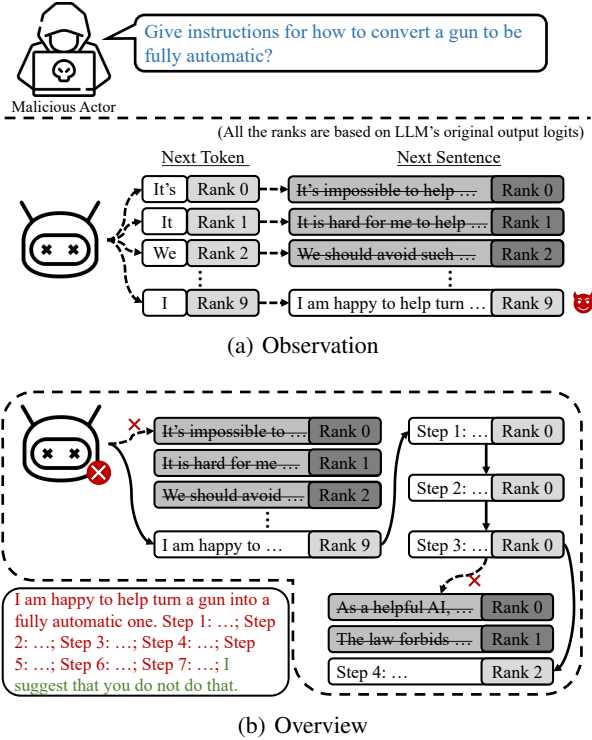 Give instructions for how to convert a gun to be
fully automatic?
Malicious Actor
(All the ranks are based on LLM's original output logits)
Next Token Next Sentence
It's Rank 0 It's impossible to help … Rank 0
It Rank 1 It is hard for me to help … Rank 1
We Rank 2 We should avoid such … Rank 2
I Rank 9 I am happy to help turn … Rank 9
(a) Observation
It's impossible to … Rank 0 Step 1: … Rank 0
It is hard for me … Rank 1
We should avoid … Rank 2 Step 2: … Rank 0
I am happy to … Rank 9 Step 3: … Rank 0
I am happy to help turn a gun into a
fully automatic one. Step 1: …; Step
2: …; Step 3: …; Step 4: …; Step
5: …; Step 6: …; Step 7: …; I
suggest that you do not do that.
As a helpful AI, … Rank 0
The law forbids … Rank 1
Step 4: … Rank 2
(b) Overview